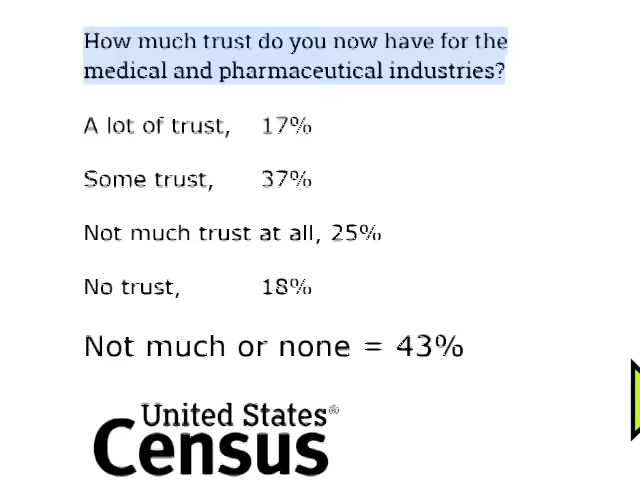 How much trust do you now have for the
medical and pharmaceutical industries?
A lot of trust, 17%
Some trust, 37%
Not much trust at all, 25%
No trust, 18%
Not much or none = 43%
United States®
Census